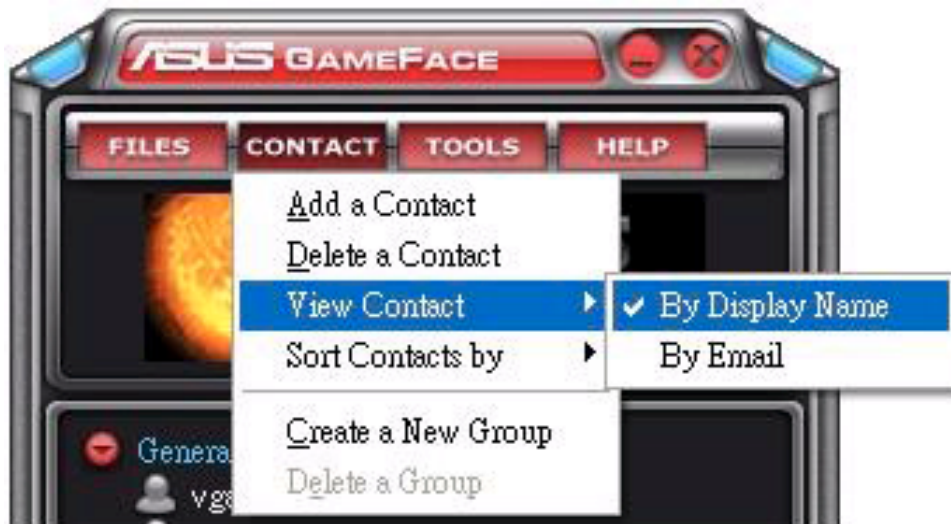 ASUS GAMEFACE
FILES CONTACT TOOLS HELP
Add a Contact
Delete a Contact
View Contact
By Display Name
Sort Contacts by
By Email
Create a New Group
Delete a Group